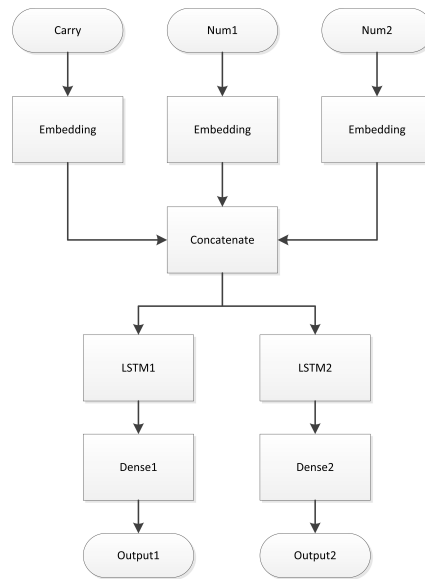 Carry
Num1
Num2
Embedding
Embedding
Embedding
Concatenate
LSTM1
LSTM2
Dense1
Dense2
Output1
Output2